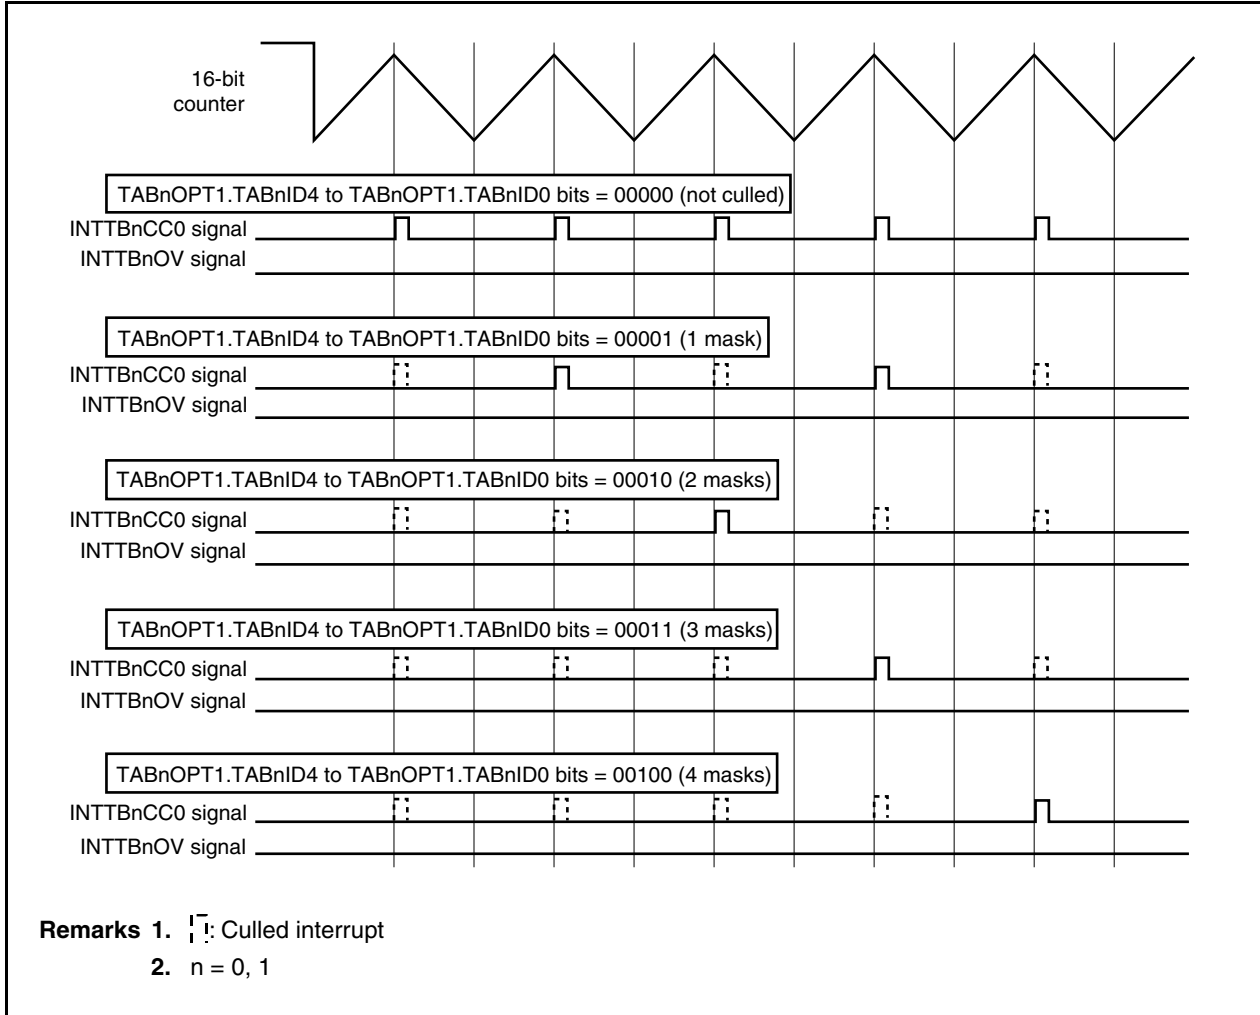 16-bit
counter
TABnOPT1.TABnID4 to TABnOPT1.TABnID0 bits = 00000 (not culled)
INTTBnCC0 signal
INTTBnOV signal
TABnOPT1.TABnID4 to TABnOPT1.TABnID0 bits = 00001 (1 mask)
INTTBnCC0 signal
INTTBnOV signal
TABnOPT1.TABnID4 to TABnOPT1.TABnID0 bits = 00010 (2 masks)
INTTBnCC0 signal
INTTBnOV signal
TABnOPT1.TABnID4 to TABnOPT1.TABnID0 bits = 00011 (3 masks)
INTTBnCC0 signal
INTTBnOV signal
TABnOPT1.TABnID4 to TABnOPT1.TABnID0 bits = 00100 (4 masks)
INTTBnCC0 signal
INTTBnOV signal
Remarks 1. : Culled interrupt
2. n = 0, 1